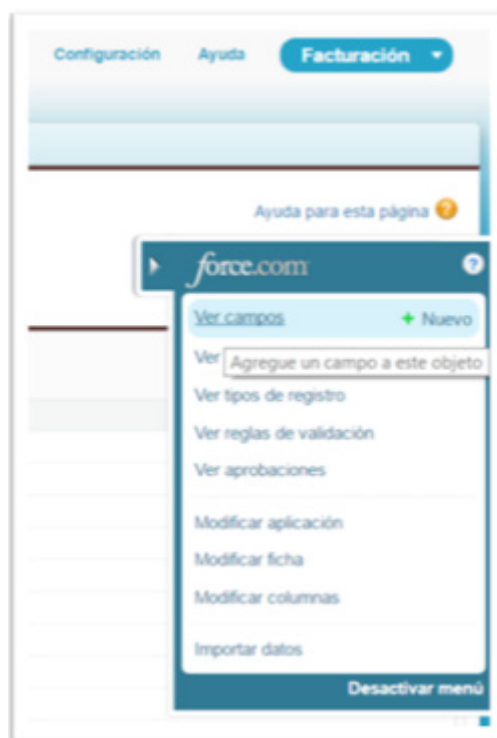 Configuración Ayuda Facturación
Ayuda para esta página ?
force.com ?
Ver campos + Nuevo
Ver
Agregue un campo a este objeto
Ver tipos de registro
Ver reglas de validación
Ver aprobaciones
Modificar aplicación
Modificar ficha
Modificar columnas
Importar datos
Desactivar menú